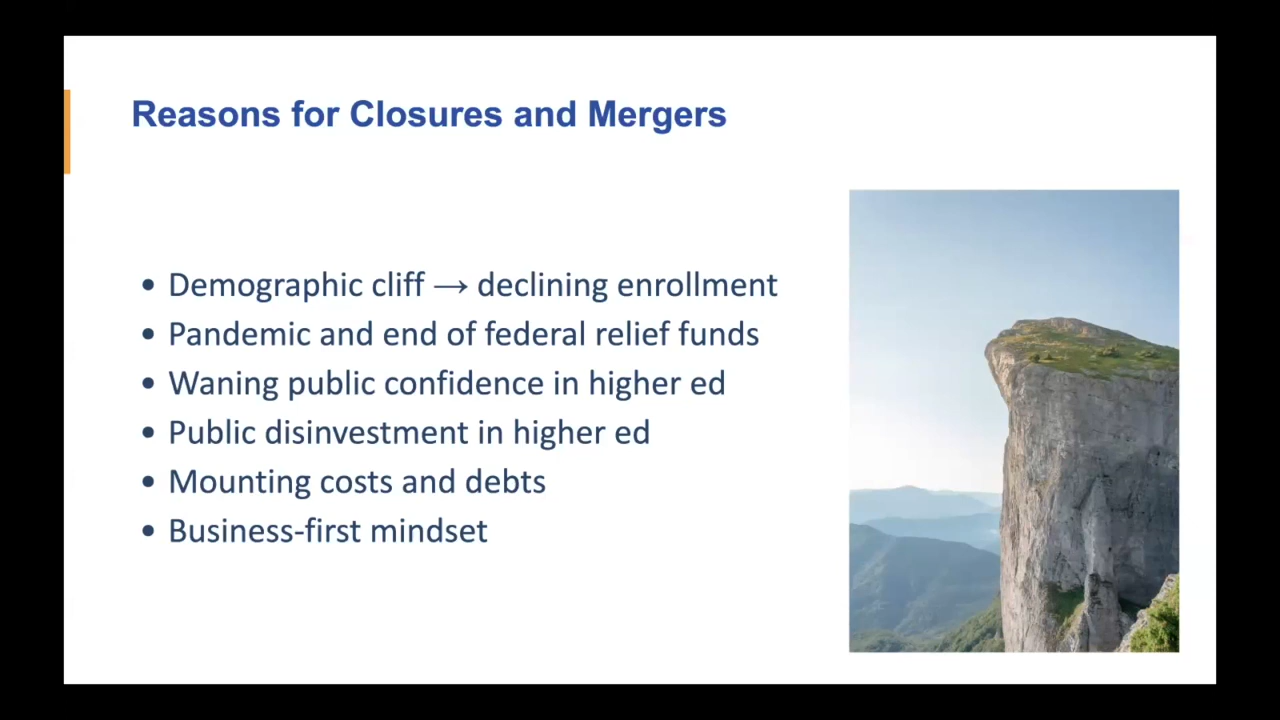 Reasons for Closures and Mergers
• Demographic cliff → declining enrollment
• Pandemic and end of federal relief funds
• Waning public confidence in higher ed
• Public disinvestment in higher ed
• Mounting costs and debts
• Business-first mindset